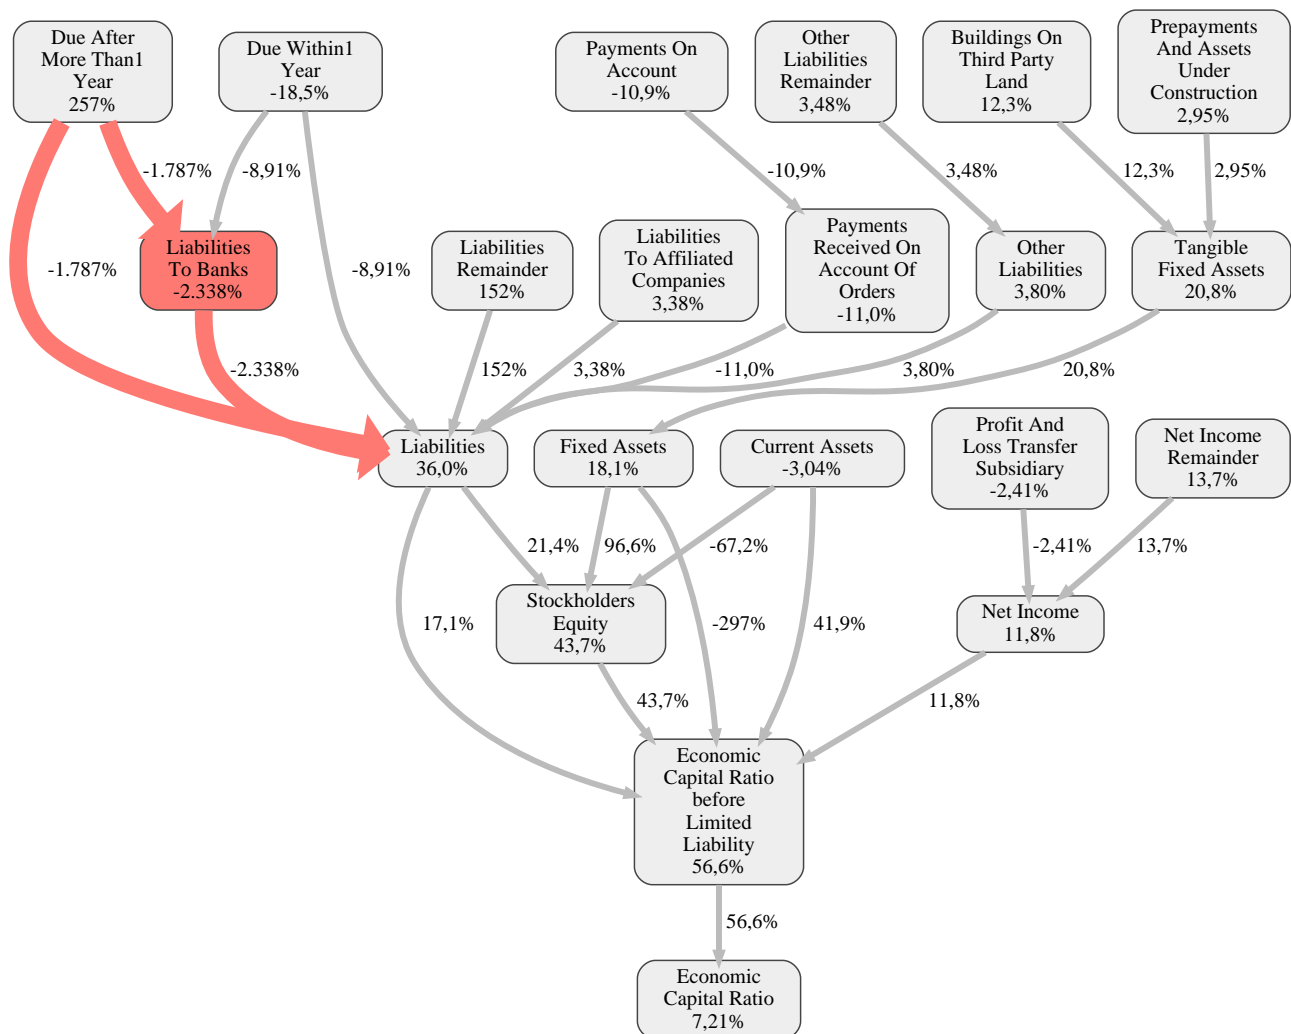 Due After
More Than1
Year
257%
Due Within1
Year
-18,5%
Payments On
Account
-10,9%
Other
Liabilities
Remainder
3,48%
Buildings On
Third Party
Land
12,3%
Prepayments
And Assets
Under
Construction
2,95%
-1.787%
-8,91%
-10,9%
3,48%
12,3%
2,95%
Liabilities
To Banks
-2.338%
Liabilities
Remainder
152%
Liabilities
To Affiliated
Companies
3,38%
Payments
Received On
Account Of
Orders
-11,0%
Other
Liabilities
3,80%
Tangible
Fixed Assets
20,8%
-1.787%
-8,91%
-2.338%
152%
3,38%
-11,0%
3,80%
20,8%
Liabilities
36,0%
Fixed Assets
18,1%
Current Assets
-3,04%
Profit And
Loss Transfer
Subsidiary
-2,41%
Net Income
Remainder
13,7%
21,4%
96,6%
-67,2%
-2,41%
13,7%
Stockholders
Equity
43,7%
Net Income
11,8%
17,1%
-297%
41,9%
43,7%
11,8%
Economic
Capital Ratio
before
Limited
Liability
56,6%
56,6%
Economic
Capital Ratio
7,21%